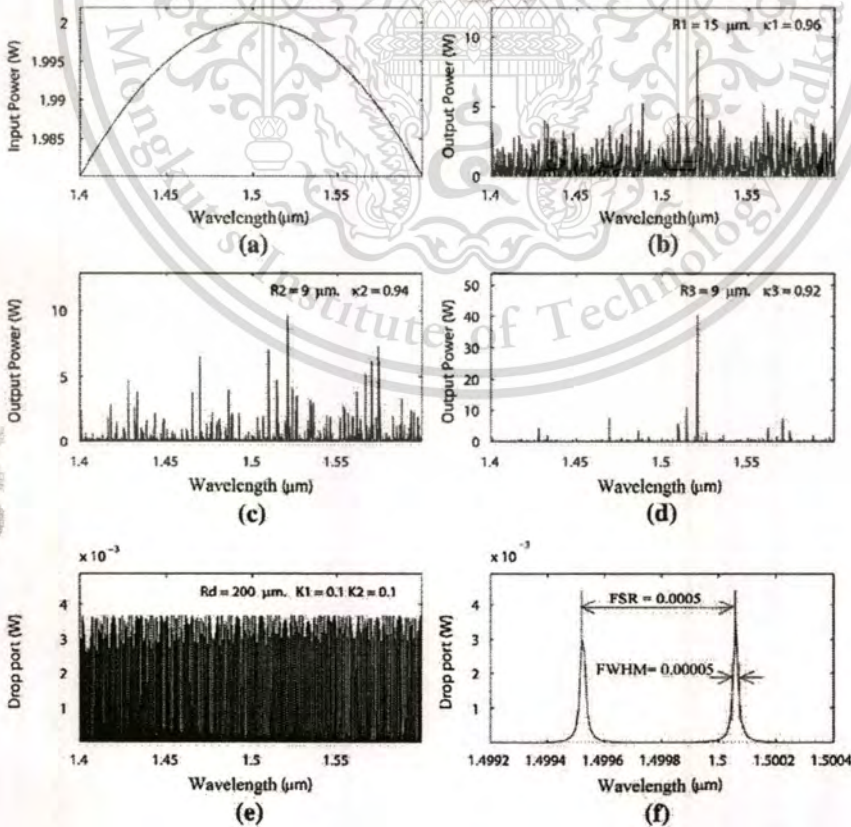 2
1.995
1.99
1.985
1.4 1.45 1.5 1.55
Input Power (W)
Wavelength (μm)
(a)
R1 = 15 μm. κ1 = 0.96
10
5
0
1.4 1.45 1.5 1.55
Output Power (W)
Wavelength (μm)
(b)
R2 = 9 μm. κ2 = 0.94
10
5
0
1.4 1.45 1.5 1.55
Output Power (W)
Wavelength (μm)
(c)
R3 = 9 μm. κ3 = 0.92
50
40
30
20
10
0
1.4 1.45 1.5 1.55
Output Power (W)
Wavelength (μm)
(d)
x 10⁻³
Rd = 200 μm. K1 = 0.1 K2 = 0.1
4
3
2
1
1.4 1.45 1.5 1.55
Drop port (W)
Wavelength (μm)
(e)
x 10⁻³
FSR = 0.0005
FWHM= 0.00005
4
3
2
1
1.4992 1.4994 1.4996 1.4998 1.5 1.5002 1.5004
Drop port (W)
Wavelength (μm)
(f)
Mongkut's Institute of Technology Ladkra